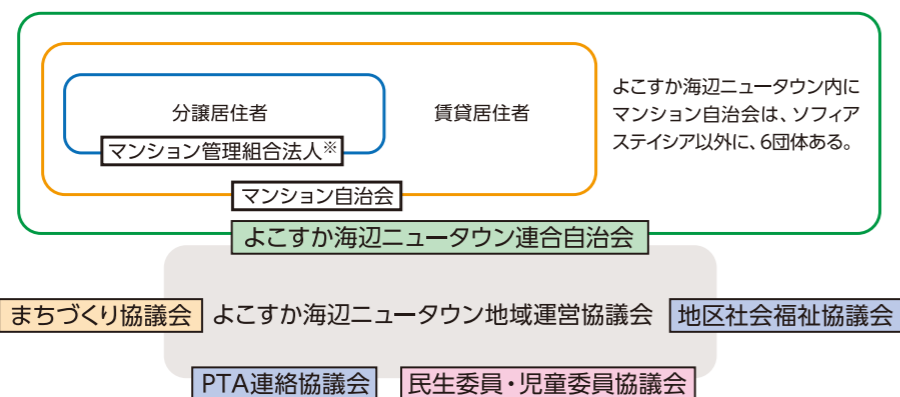 分譲居住者
賃貸居住者
マンション管理組合法人※
マンション自治会
よこすか海辺ニュータウン内に
マンション自治会は、ソフィア
ステイシア以外に、6団体ある。
よこすか海辺ニュータウン連合自治会
まちづくり協議会
よこすか海辺ニュータウン地域運営協議会
地区社会福祉協議会
PTA連絡協議会
民生委員・児童委員協議会